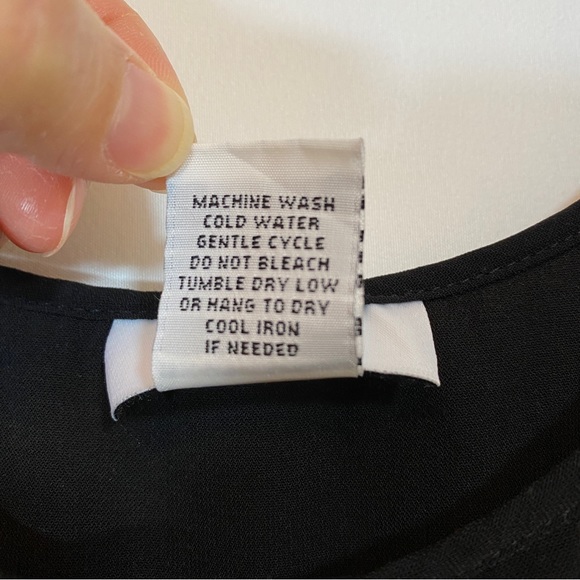 MACHINE WASH
COLD WATER
GENTLE CYCLE
DO NOT BLEACH
TUMBLE DRY LOW
OR HANG TO DRY
COOL IRON
IF NEEDED